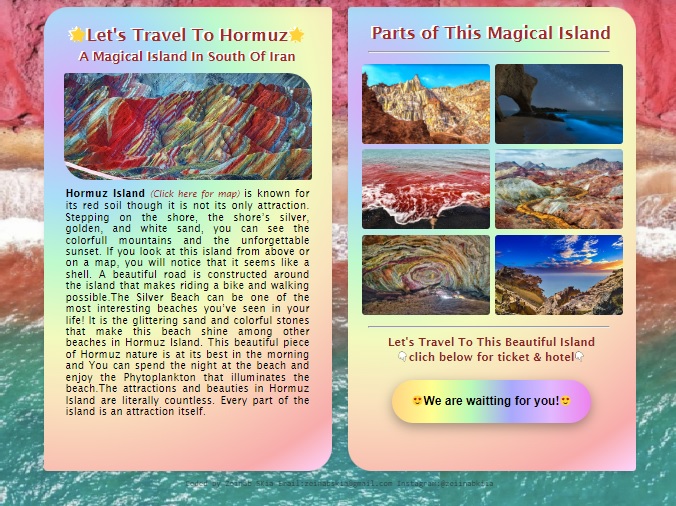 🌟Let's Travel To Hormuz🌟
A Magical Island In South Of Iran
Hormuz Island (Click here for map) is known for
its red soil though it is not its only attraction.
Stepping on the shore, the shore's silver,
golden, and white sand, you can see the
colorfull mountains and the unforgettable
sunset. If you look at this island from above or
on a map, you will notice that it seems like a
shell. A beautiful road is constructed around
the island that makes riding a bike and walking
possible.The Silver Beach can be one of the
most interesting beaches you've seen in your
life! It is the glittering sand and colorful stones
that make this beach shine among other
beaches in Hormuz Island. This beautiful piece
of Hormuz nature is at its best in the morning
and You can spend the night at the beach and
enjoy the Phytoplankton that illuminates the
beach.The attractions and beauties in Hormuz
Island are literally countless. Every part of the
island is an attraction itself.
Parts of This Magical Island
Let's Travel To This Beautiful Island
👇clich below for ticket & hotel👇
😍We are waitting for you!😍